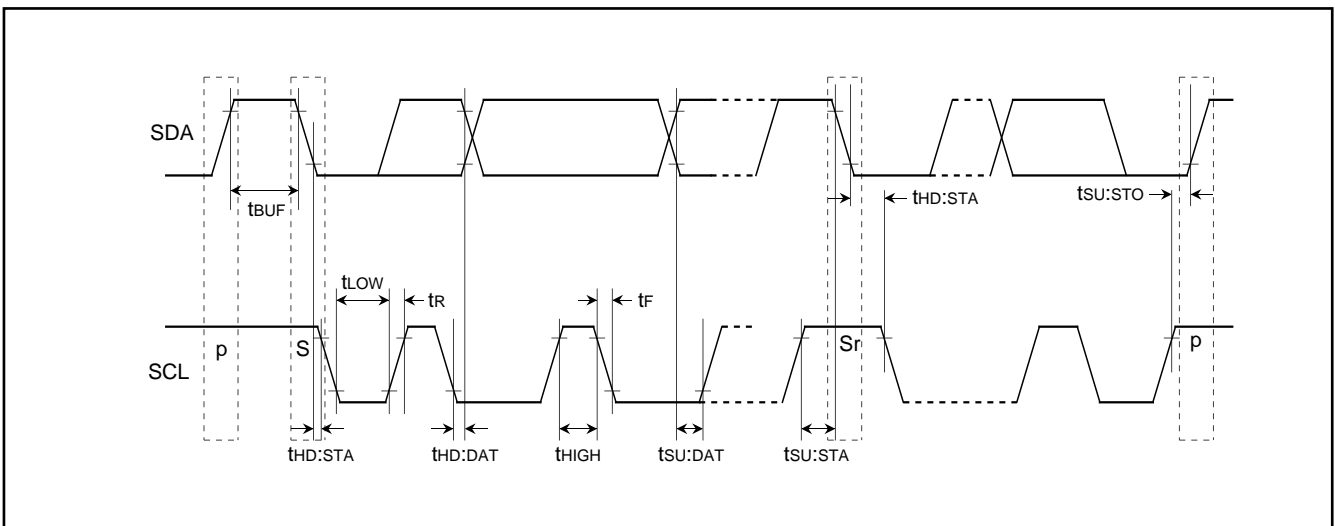 SDA
tBUF
tHD:STA
tSU:STO
tLOW
tR
tF
p
S
Sr
p
SCL
tHD:STA
tHD:DAT
tHIGH
tSU:DAT
tSU:STA